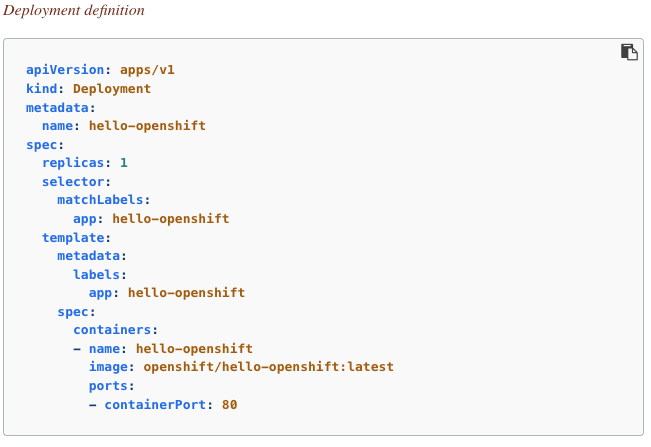 Deployment definition
apiVersion: apps/v1
kind: Deployment
metadata:
  name: hello-openshift
spec:
  replicas: 1
  selector:
    matchLabels:
      app: hello-openshift
  template:
    metadata:
      labels:
        app: hello-openshift
    spec:
      containers:
      - name: hello-openshift
        image: openshift/hello-openshift:latest
        ports:
        - containerPort: 80